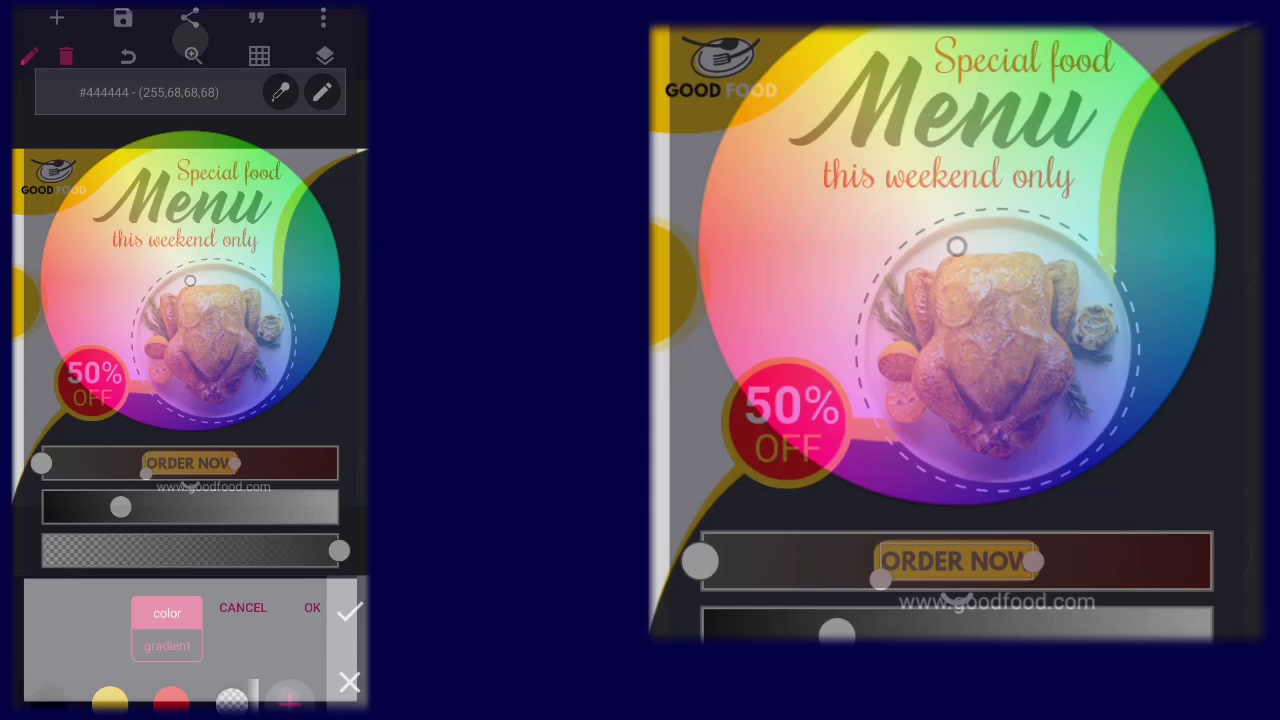 #444444 - (255,68,68,68)
GOOD FOOD
Special food
Menu
this weekend only
50%
OFF
ORDER NOW
www.goodfood.com
color
gradient
CANCEL
OK
GOOD FOOD
Special food
Menu
this weekend only
50%
OFF
ORDER NOW
www.goodfood.com